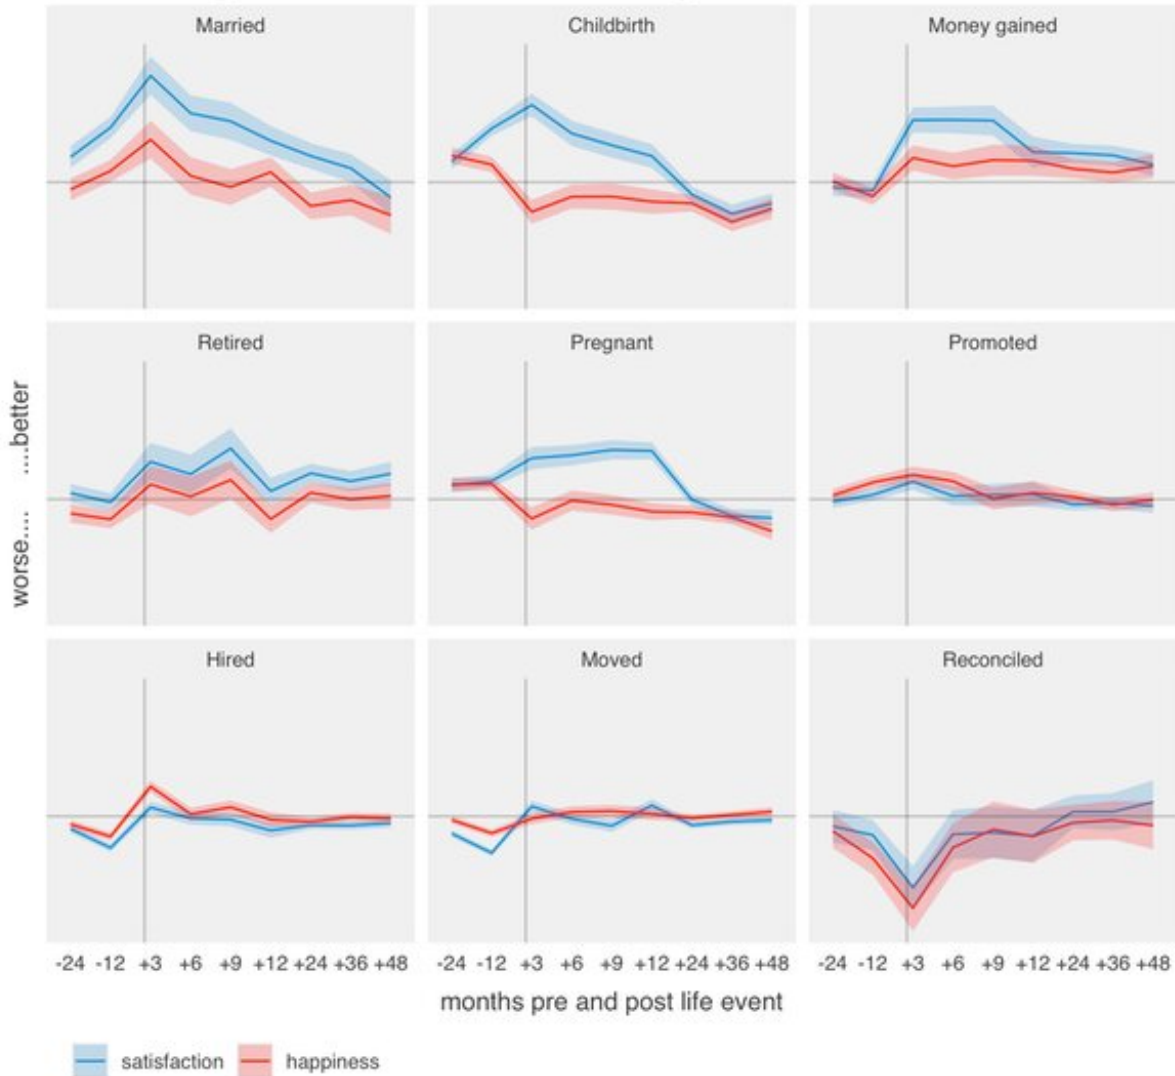 Married Childbirth Money gained
Retired Pregnant Promoted
worse.... ....better
Hired Moved Reconciled
-24 -12 +3 +6 +9 +12 +24 +36 +48 -24 -12 +3 +6 +9 +12 +24 +36 +48 -24 -12 +3 +6 +9 +12 +24 +36 +48
months pre and post life event
satisfaction happiness